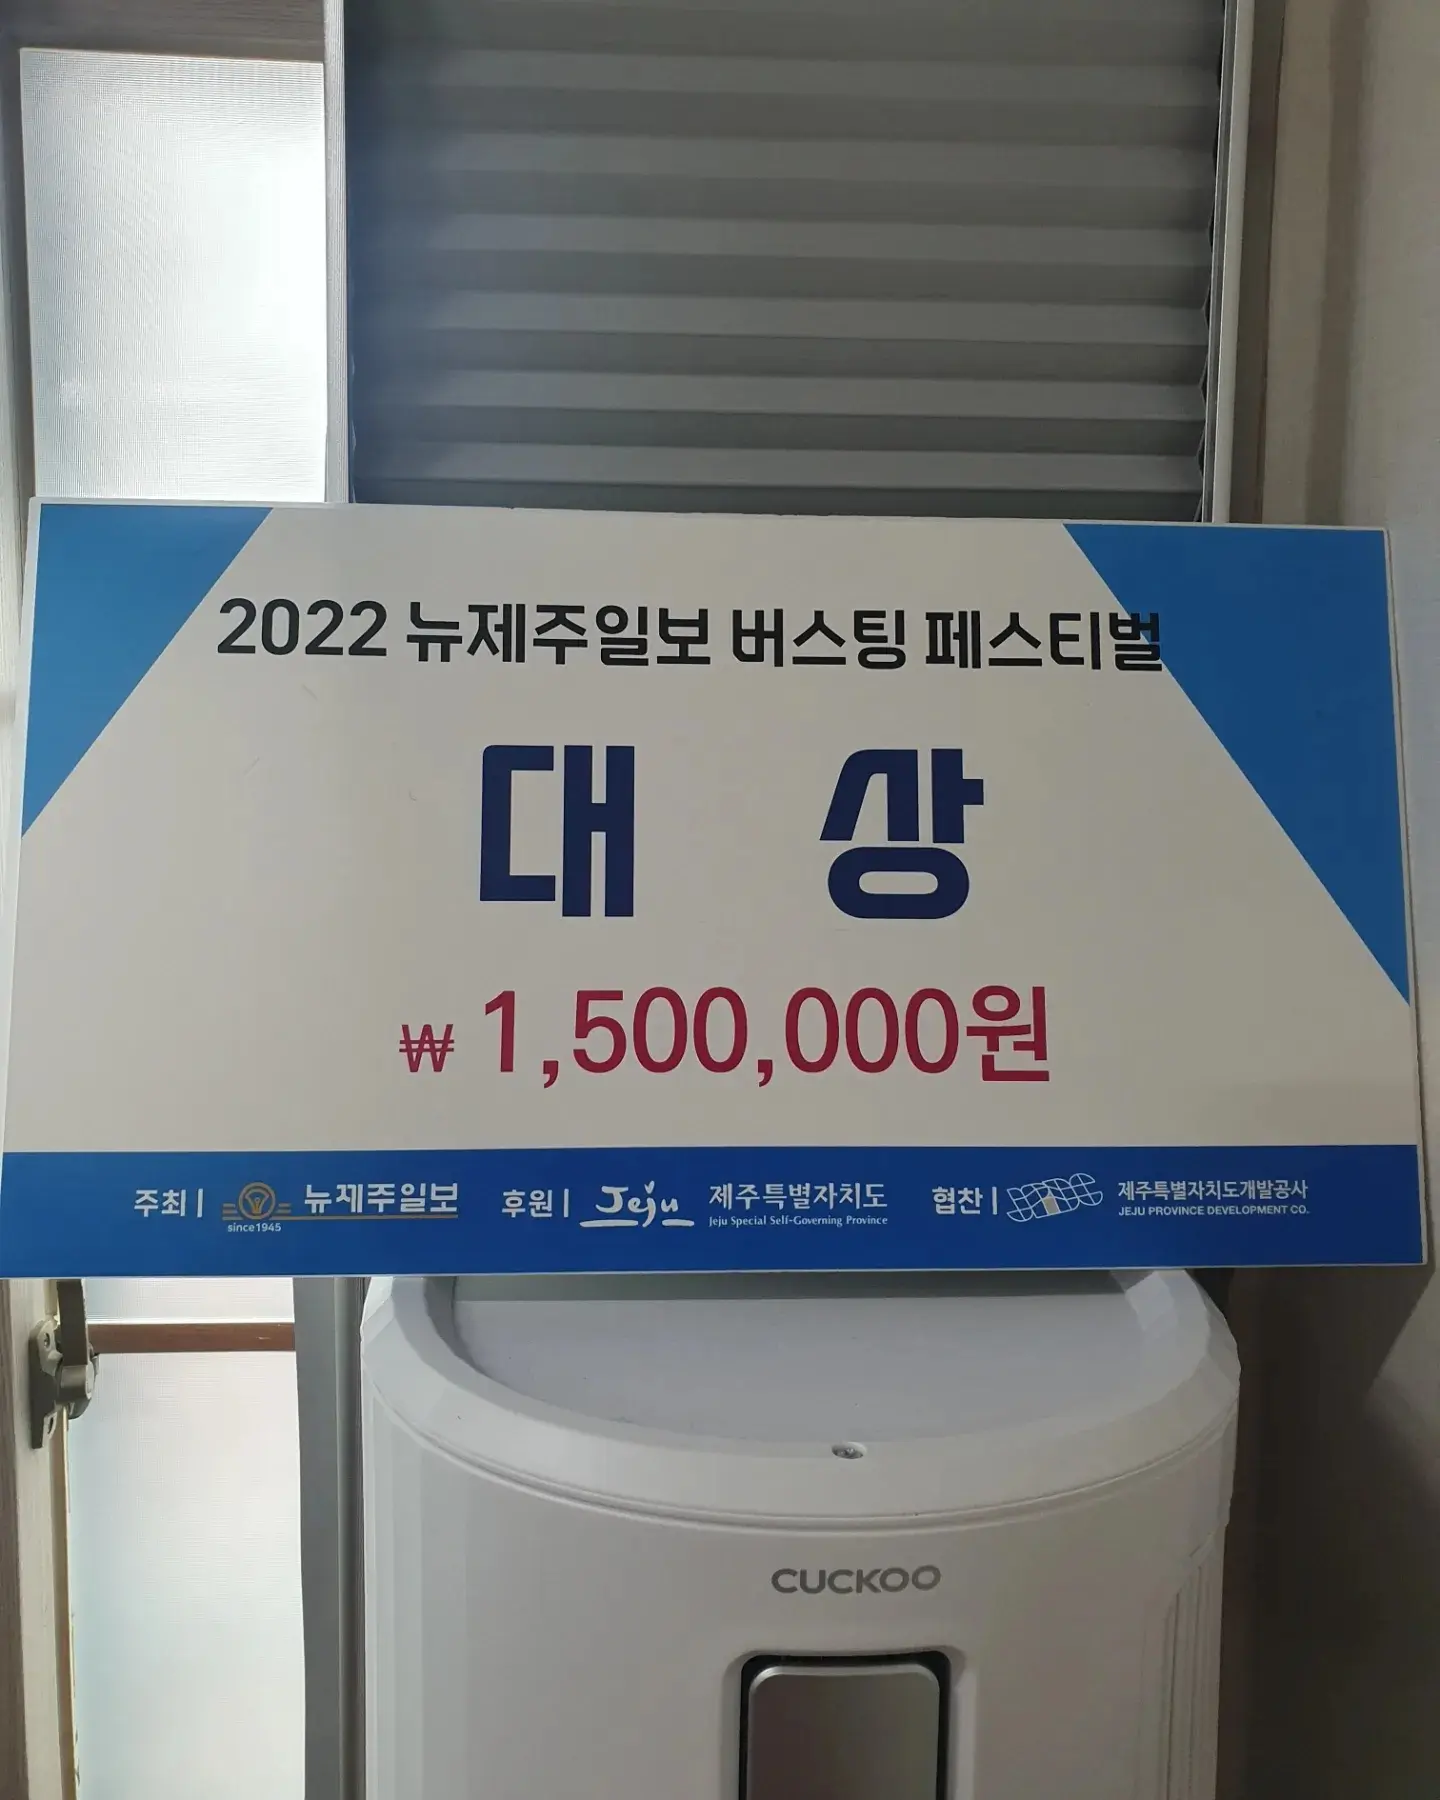 2022 뉴제주일보 버스팅 페스티벌
대 상
₩ 1,500,000원
주최 | since1945 뉴제주일보 후원 | Jeju 제주특별자치도 Jeju Special Self-Governing Province 협찬 | JPDC 제주특별자치도개발공사 JEJU PROVINCE DEVELOPMENT CO.
CUCKOO